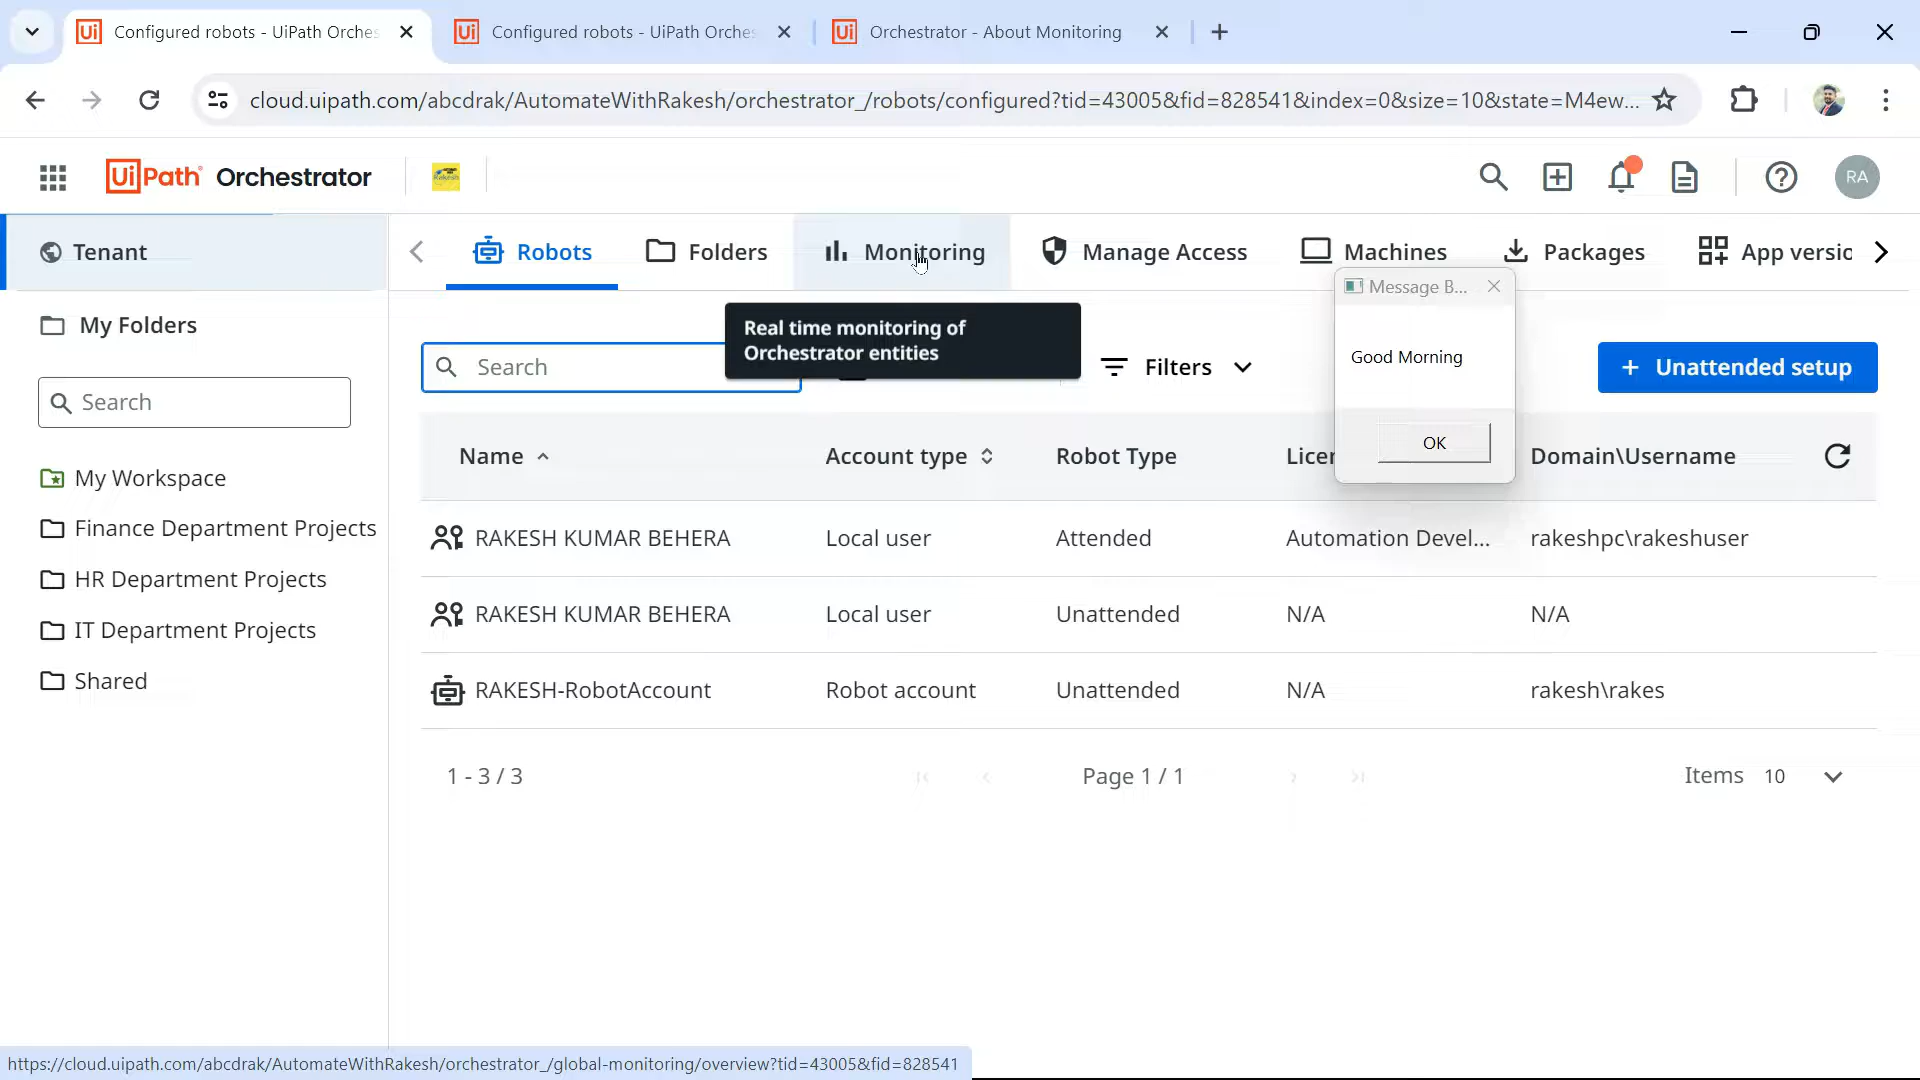 Configured robots - UiPath Orches
Configured robots - UiPath Orches
Orchestrator - About Monitoring
cloud.uipath.com/abcdrak/AutomateWithRakesh/orchestrator_/robots/configured?tid=43005&fid=828541&index=0&size=10&state=M4ew...
UiPath Orchestrator
RA
Tenant
Robots
Folders
Monitoring
Manage Access
Machines
Packages
App versio
Real time monitoring of
Orchestrator entities
My Folders
Search
My Workspace
Finance Department Projects
HR Department Projects
IT Department Projects
Shared
Search
Filters
+ Unattended setup
Message B...
Good Morning
OK
Name Account type Robot Type Licer Domain\Username
RAKESH KUMAR BEHERA Local user Attended Automation Devel... rakeshpc\rakeshuser
RAKESH KUMAR BEHERA Local user Unattended N/A N/A
RAKESH-RobotAccount Robot account Unattended N/A rakesh\rakes
1 - 3 / 3 Page 1 / 1 Items 10
https://cloud.uipath.com/abcdrak/AutomateWithRakesh/orchestrator_/global-monitoring/overview?tid=43005&fid=828541